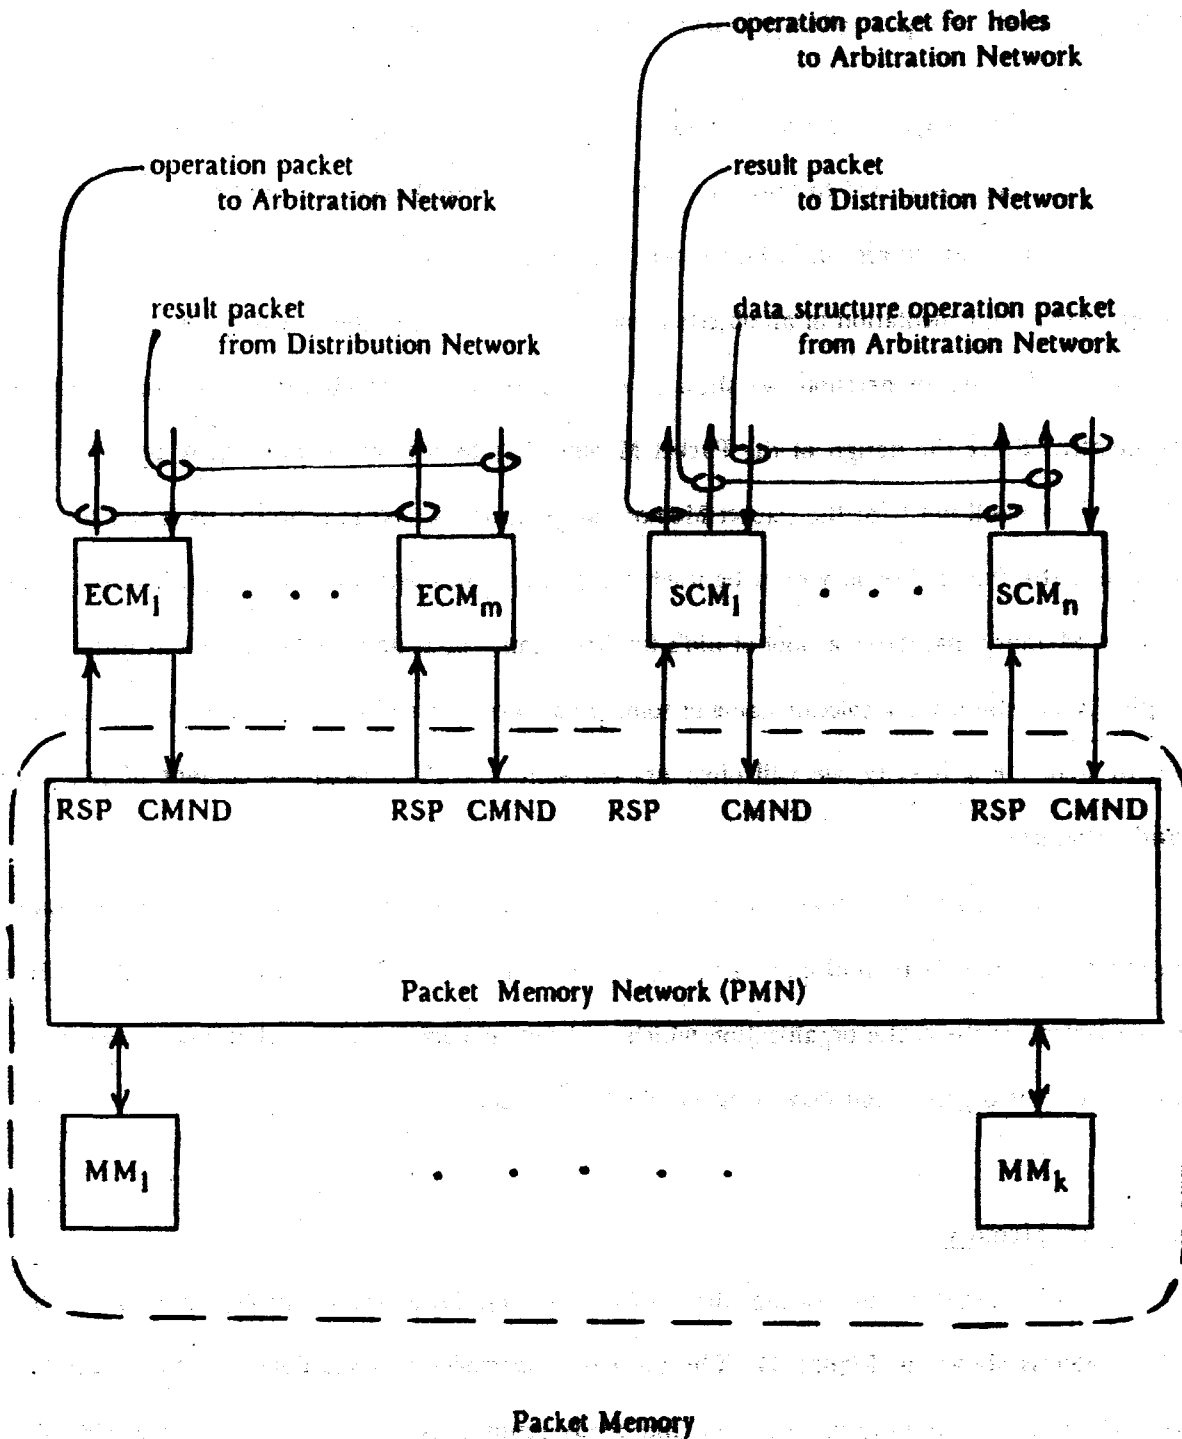 operation packet for holes
to Arbitration Network
operation packet
to Arbitration Network
result packet
to Distribution Network
result packet
from Distribution Network
data structure operation packet
from Arbitration Network
ECM₁ . . . ECMₘ SCM₁ . . . SCMₙ
RSP CMND RSP CMND RSP CMND RSP CMND
Packet Memory Network (PMN)
MM₁ . . . . . MMₖ
Packet Memory